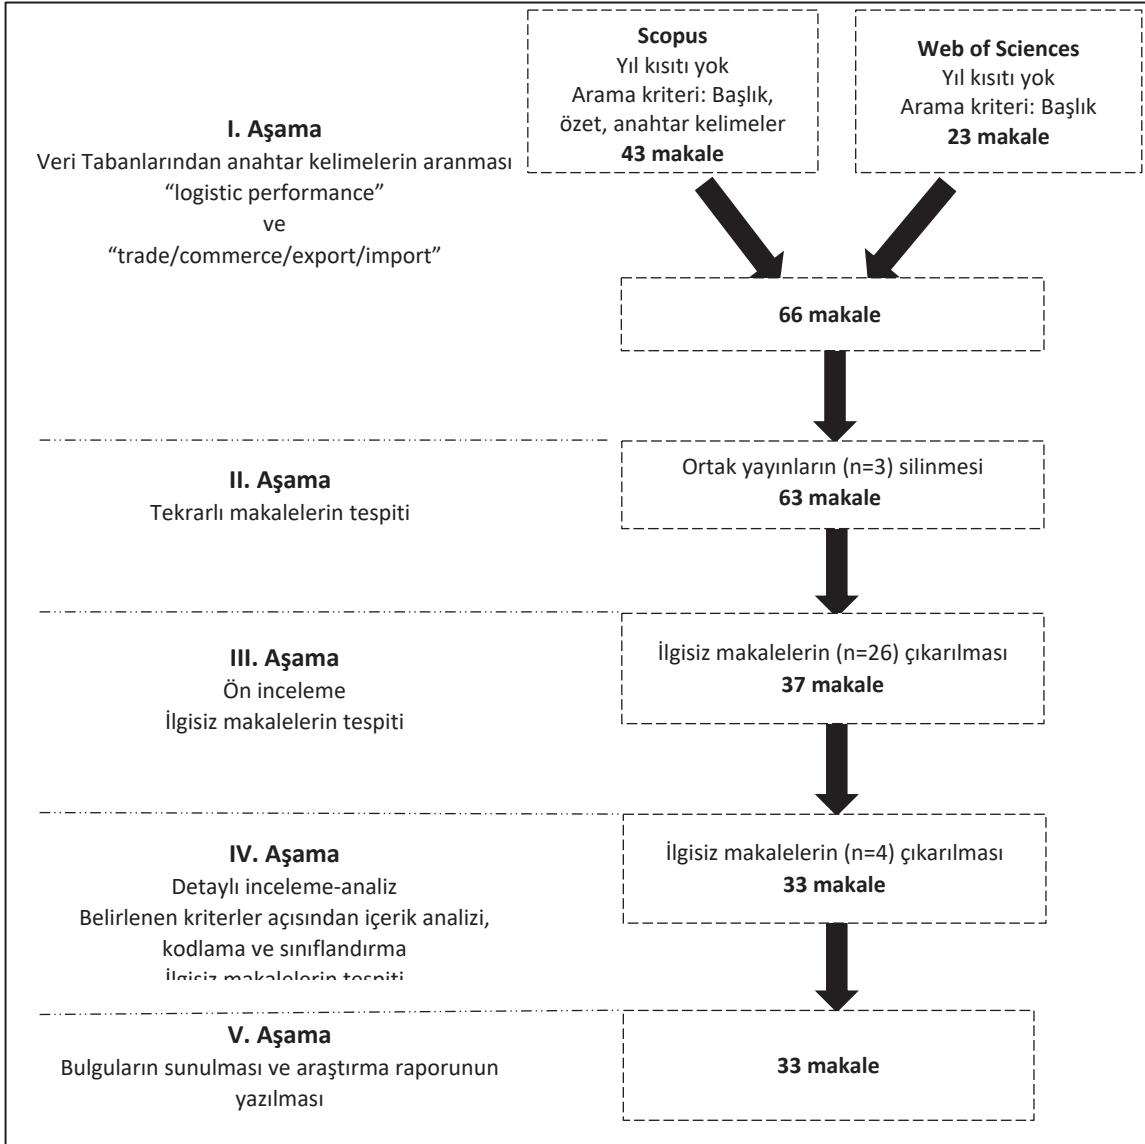 Scopus
Yıl kısıtı yok
Arama kriteri: Başlık,
özet, anahtar kelimeler
43 makale
Web of Sciences
Yıl kısıtı yok
Arama kriteri: Başlık
23 makale
I. Aşama
Veri Tabanlarından anahtar kelimelerin aranması
“logistic performance”
ve
“trade/commerce/export/import”
66 makale
II. Aşama
Tekrarlı makalelerin tespiti
Ortak yayınların (n=3) silinmesi
63 makale
III. Aşama
Ön inceleme
İlgisiz makalelerin tespiti
İlgisiz makalelerin (n=26) çıkarılması
37 makale
IV. Aşama
Detaylı inceleme-analiz
Belirlenen kriterler açısından içerik analizi,
kodlama ve sınıflandırma
İlgisiz makalelerin tespiti
İlgisiz makalelerin (n=4) çıkarılması
33 makale
V. Aşama
Bulguların sunulması ve araştırma raporunun
yazılması
33 makale